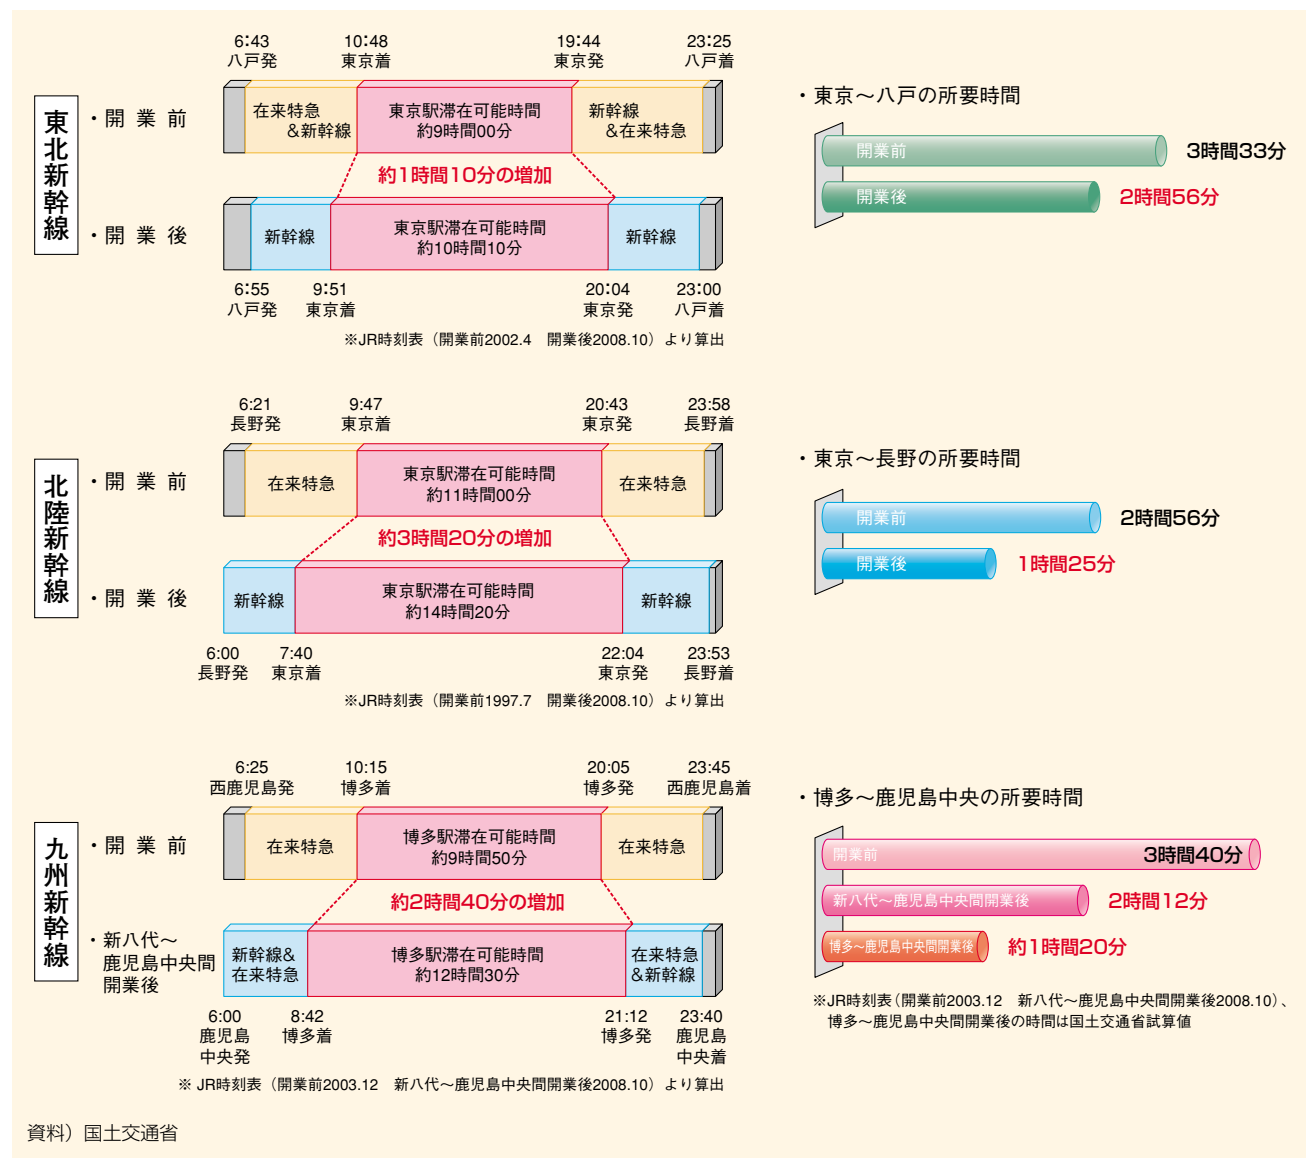 東北新幹線
・開業前
6:43
八戸発
10:48
東京着
19:44
東京発
23:25
八戸着
在来特急
&新幹線
東京駅滞在可能時間
約9時間00分
新幹線
&在来特急
約1時間10分の増加
・開業後
新幹線
東京駅滞在可能時間
約10時間10分
新幹線
6:55
八戸発
9:51
東京着
20:04
東京発
23:00
八戸着
※JR時刻表（開業前2002.4　開業後2008.10）より算出
・東京～八戸の所要時間
開業前
3時間33分
開業後
2時間56分
北陸新幹線
・開業前
6:21
長野発
9:47
東京着
20:43
東京発
23:58
長野着
在来特急
東京駅滞在可能時間
約11時間00分
在来特急
約3時間20分の増加
・開業後
新幹線
東京駅滞在可能時間
約14時間20分
新幹線
6:00
長野発
7:40
東京着
22:04
東京発
23:53
長野着
※JR時刻表（開業前1997.7　開業後2008.10）より算出
・東京～長野の所要時間
開業前
2時間56分
開業後
1時間25分
九州新幹線
・開業前
6:25
西鹿児島発
10:15
博多着
20:05
博多発
23:45
西鹿児島着
在来特急
博多駅滞在可能時間
約9時間50分
在来特急
約2時間40分の増加
・新八代～
鹿児島中央間
開業後
新幹線&
在来特急
博多駅滞在可能時間
約12時間30分
在来特急
&新幹線
6:00
鹿児島
中央発
8:42
博多着
21:12
博多発
23:40
鹿児島
中央着
※ JR時刻表（開業前2003.12　新八代～鹿児島中央間開業後2008.10）より算出
・博多～鹿児島中央の所要時間
開業前
3時間40分
新八代～鹿児島中央間開業後
2時間12分
博多～鹿児島中央間開業後
約1時間20分
※JR時刻表（開業前2003.12　新八代～鹿児島中央間開業後2008.10）、
博多～鹿児島中央間開業後の時間は国土交通省試算値
資料）国土交通省